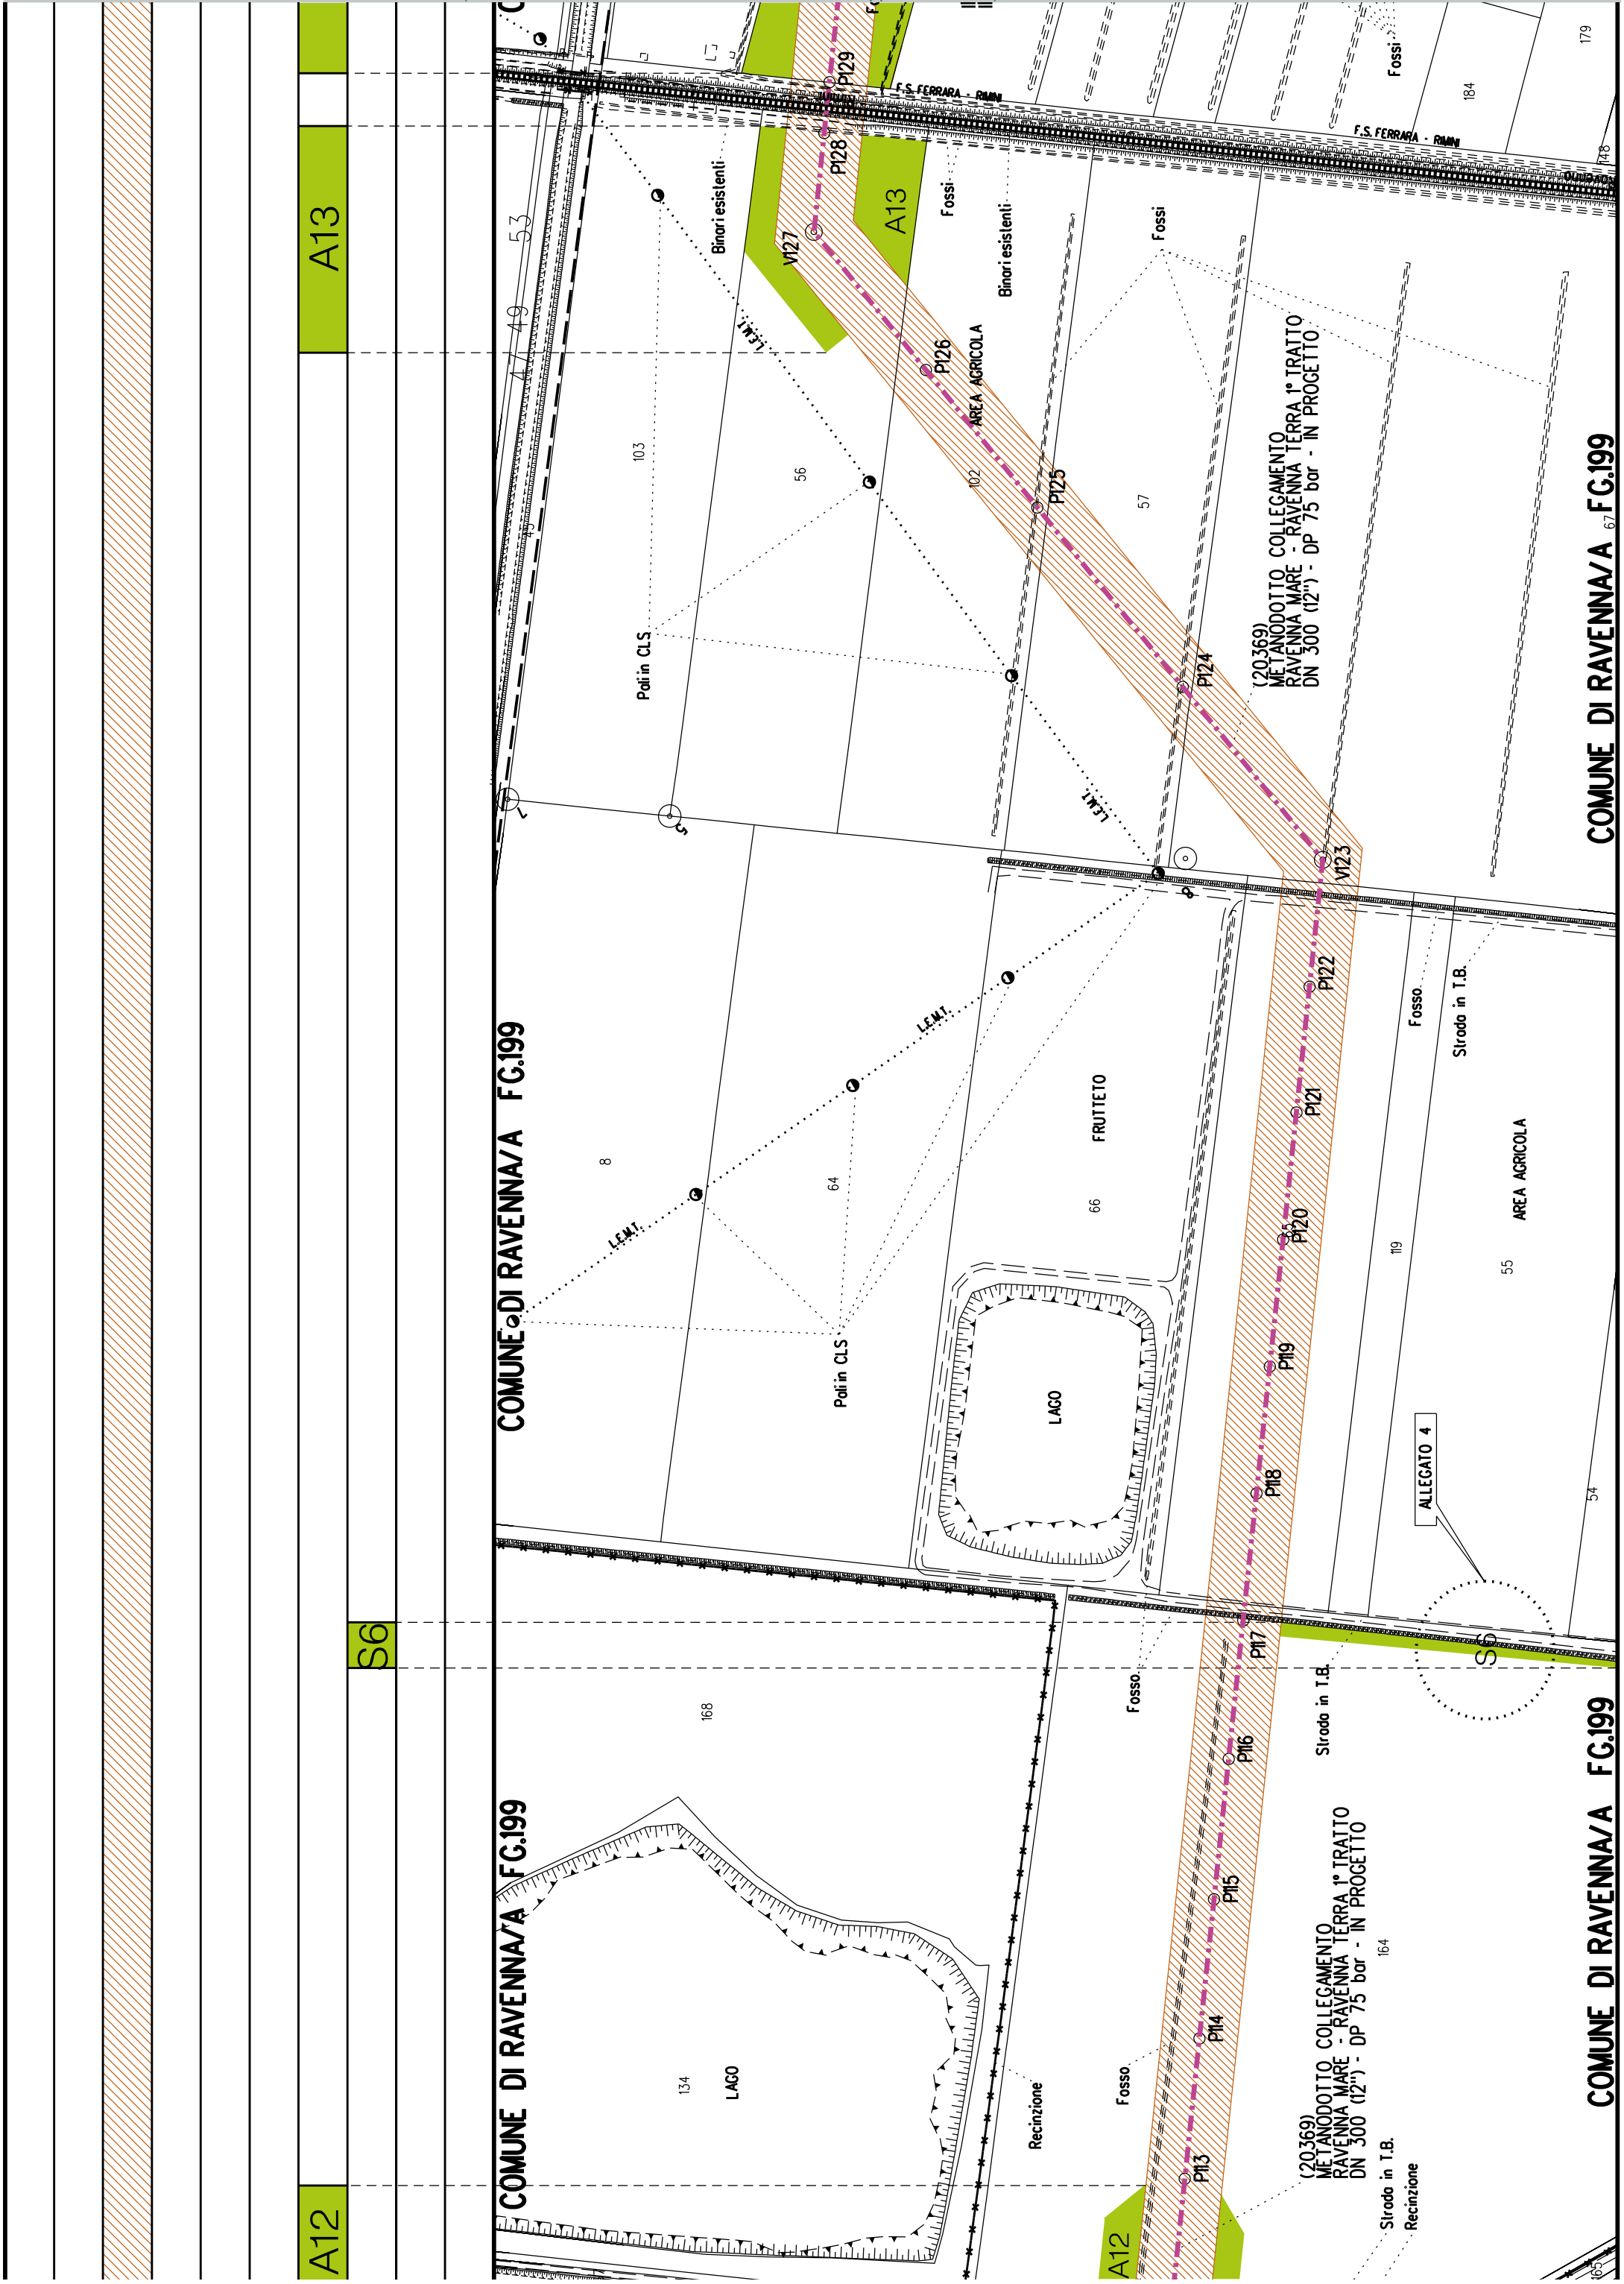 A13
S6
A12
COMUNE DI RAVENNA/A FG.199
COMUNE DI RAVENNA/A FG.199
COMUNE DI RAVENNA/A FG.199
COMUNE DI RAVENNA/A FG.199
F.S. FERRARA - RIMINI
F.S. FERRARA - RIMINI
P129
P128
V127
P126
P125
P124
V123
P122
P121
P120
P119
P118
P117
P116
P115
P114
P113
A13
A12
S6
Binari esistenti
Binari esistenti
Fossi
Fossi
Fossi
179
184
148
53
49
103
56
102
57
67
AREA AGRICOLA
L.E.M.T.
L.E.M.T.
L.E.M.T.
L.E.M.T.
Pali in CLS
Pali in CLS
(20369)
METANODOTTO COLLEGAMENTO
RAVENNA MARE - RAVENNA TERRA 1° TRATTO
DN 300 (12") - DP 75 bar - IN PROGETTO
7
5
8
8
64
66
FRUTTETO
LAGO
Fosso
Strada in T.B.
AREA AGRICOLA
119
55
54
ALLEGATO 4
168
Fosso
Strada in T.B.
134
LAGO
Recinzione
Fosso
164
(20369)
METANODOTTO COLLEGAMENTO
RAVENNA MARE - RAVENNA TERRA 1° TRATTO
DN 300 (12") - DP 75 bar - IN PROGETTO
Strada in T.B.
Recinzione
165